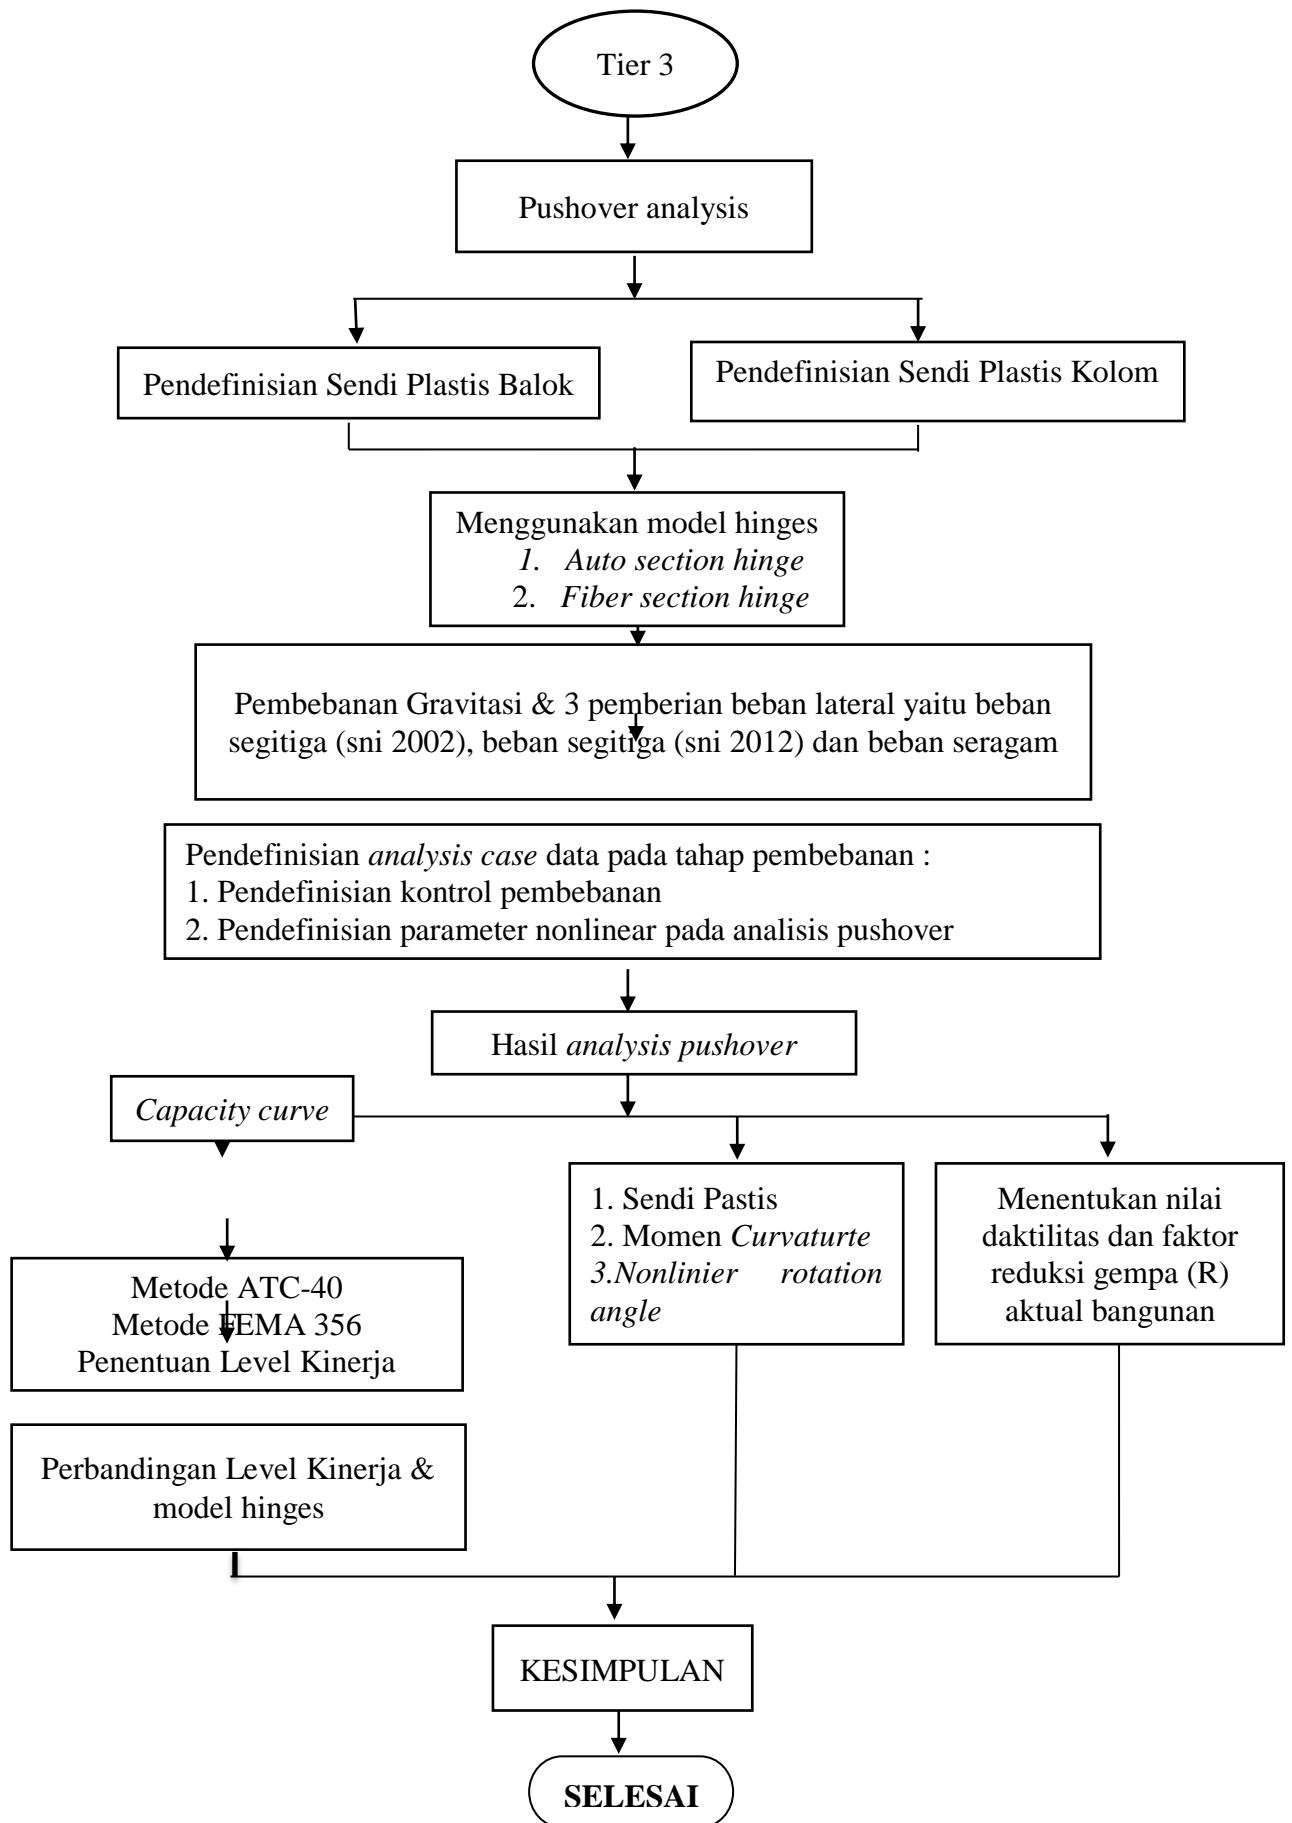 Tier 3
Pushover analysis
Pendefinisian Sendi Plastis Balok
Pendefinisian Sendi Plastis Kolom
Menggunakan model hinges
1. Auto section hinge
2. Fiber section hinge
Pembebanan Gravitasi & 3 pemberian beban lateral yaitu beban
segitiga (sni 2002), beban segitiga (sni 2012) dan beban seragam
Pendefinisian analysis case data pada tahap pembebanan :
1. Pendefinisian kontrol pembebanan
2. Pendefinisian parameter nonlinear pada analisis pushover
Hasil analysis pushover
Capacity curve
Metode ATC-40
Metode FEMA 356
Penentuan Level Kinerja
1. Sendi Pastis
2. Momen Curvaturte
3.Nonlinier rotation
angle
Menentukan nilai
daktilitas dan faktor
reduksi gempa (R)
aktual bangunan
Perbandingan Level Kinerja &
model hinges
KESIMPULAN
SELESAI